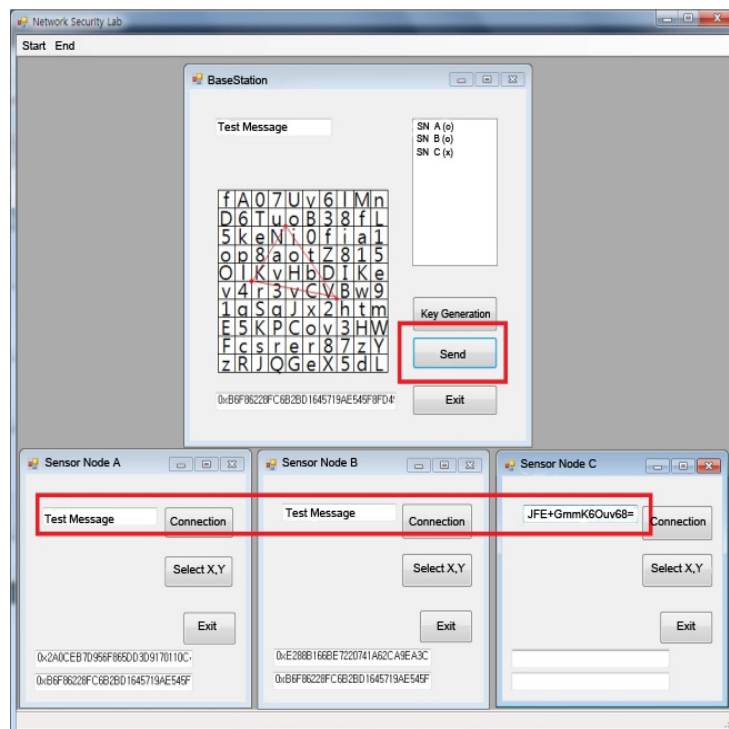 Network Security Lab
Start End
BaseStation
Test Message
SN A (o)
SN B (o)
SN C (x)
f A 0 7 U v 6 I M n
D 6 T u o B 3 8 f L
5 k e N i 0 f i a 1
o p 8 a o t Z 8 1 5
O l K v H b D I K e
v 4 r 3 v C V B w 9
1 q S q J x 2 h t m
E 5 K P C o v 3 H W
F c s r e r 8 7 z Y
z R J Q G e X 5 d L
Key Generation
Send
0xB6F86228FC6B2BD1645719AE545F8FD4
Exit
Sensor Node A
Test Message
Connection
Select X,Y
Exit
0x2A0CEB7D956F865DD3D9170110C
0xB6F86228FC6B2BD1645719AE545F
Sensor Node B
Test Message
Connection
Select X,Y
Exit
0xE288B166BE7220741A62CA9EA3C
0xB6F86228FC6B2BD1645719AE545F
Sensor Node C
JFE+GmmK6Ouv68=
Connection
Select X,Y
Exit